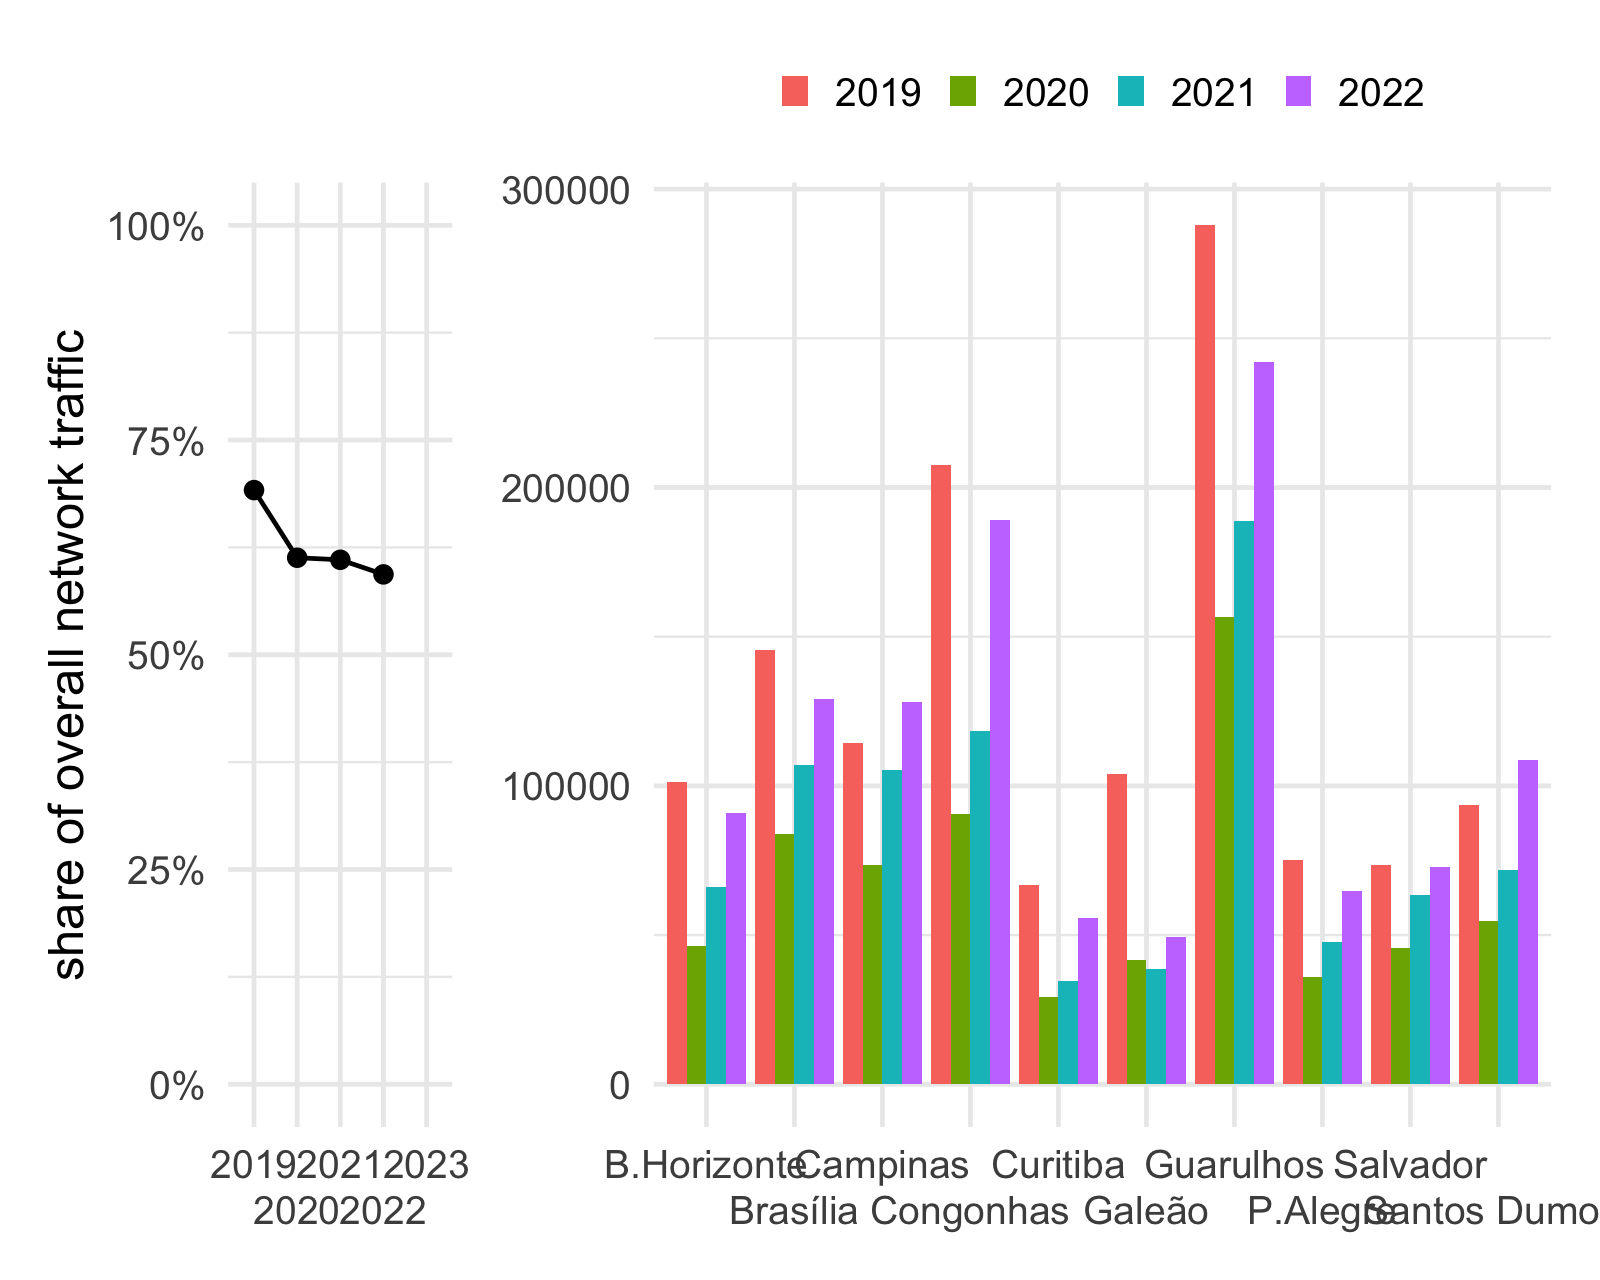 2019 2020 2021 2022
share of overall network traffic
100%
75%
50%
25%
0%
2019 2021 2023
2020 2022
300000
200000
100000
0
B.Horizonte Campinas Curitiba Guarulhos Salvador
Brasília Congonhas Galeão P.Alegre Santos Dumo